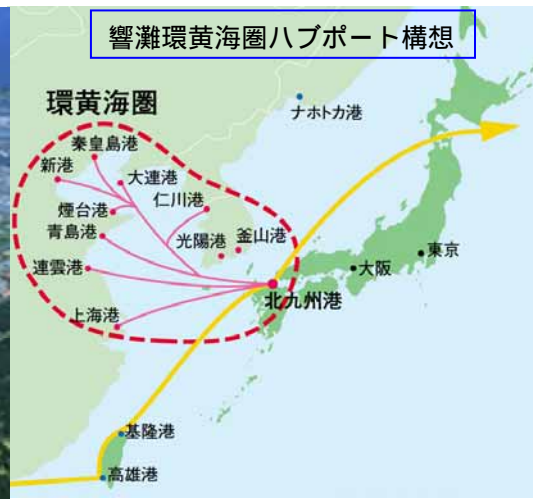 響灘環黄海圏ハブポート構想
環黄海圏
ナホトカ港
秦皇島港
新港
大連港
仁川港
煙台港
青島港
光陽港
釜山港
連雲港
上海港
北九州港
大阪
東京
基隆港
高雄港